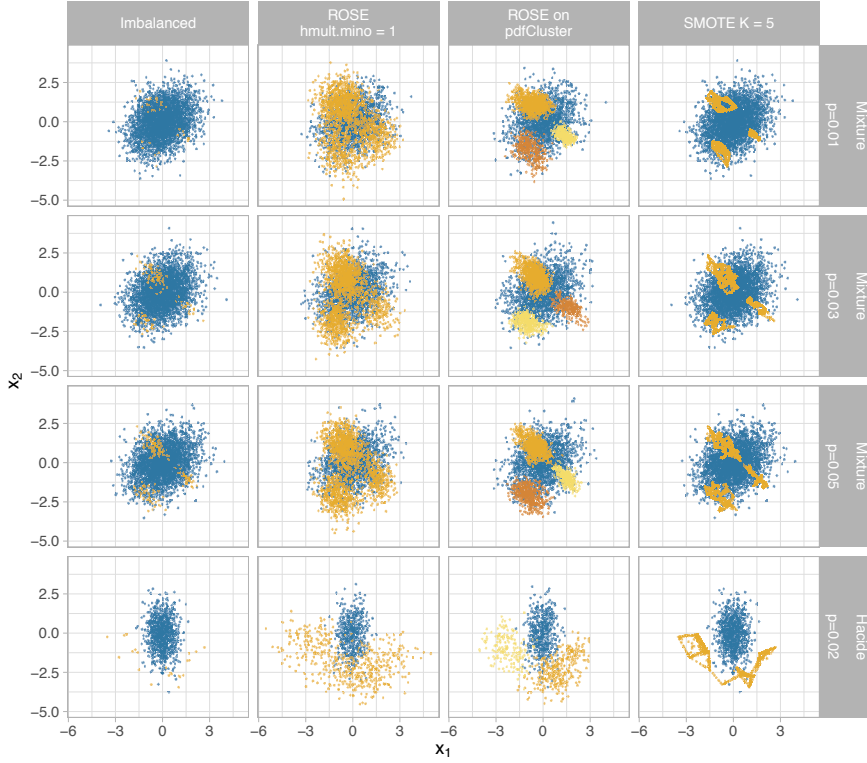 Imbalanced
ROSE
hmult.mino = 1
ROSE on
pdfCluster
SMOTE K = 5
2.5
0.0
−2.5
−5.0
Mixture
p=0.01
2.5
0.0
−2.5
−5.0
Mixture
p=0.03
x2
2.5
0.0
−2.5
−5.0
Mixture
p=0.05
2.5
0.0
−2.5
−5.0
Hacide
p=0.02
−6 −3 0 3 −6 −3 0 3 −6 −3 0 3 −6 −3 0 3
x1